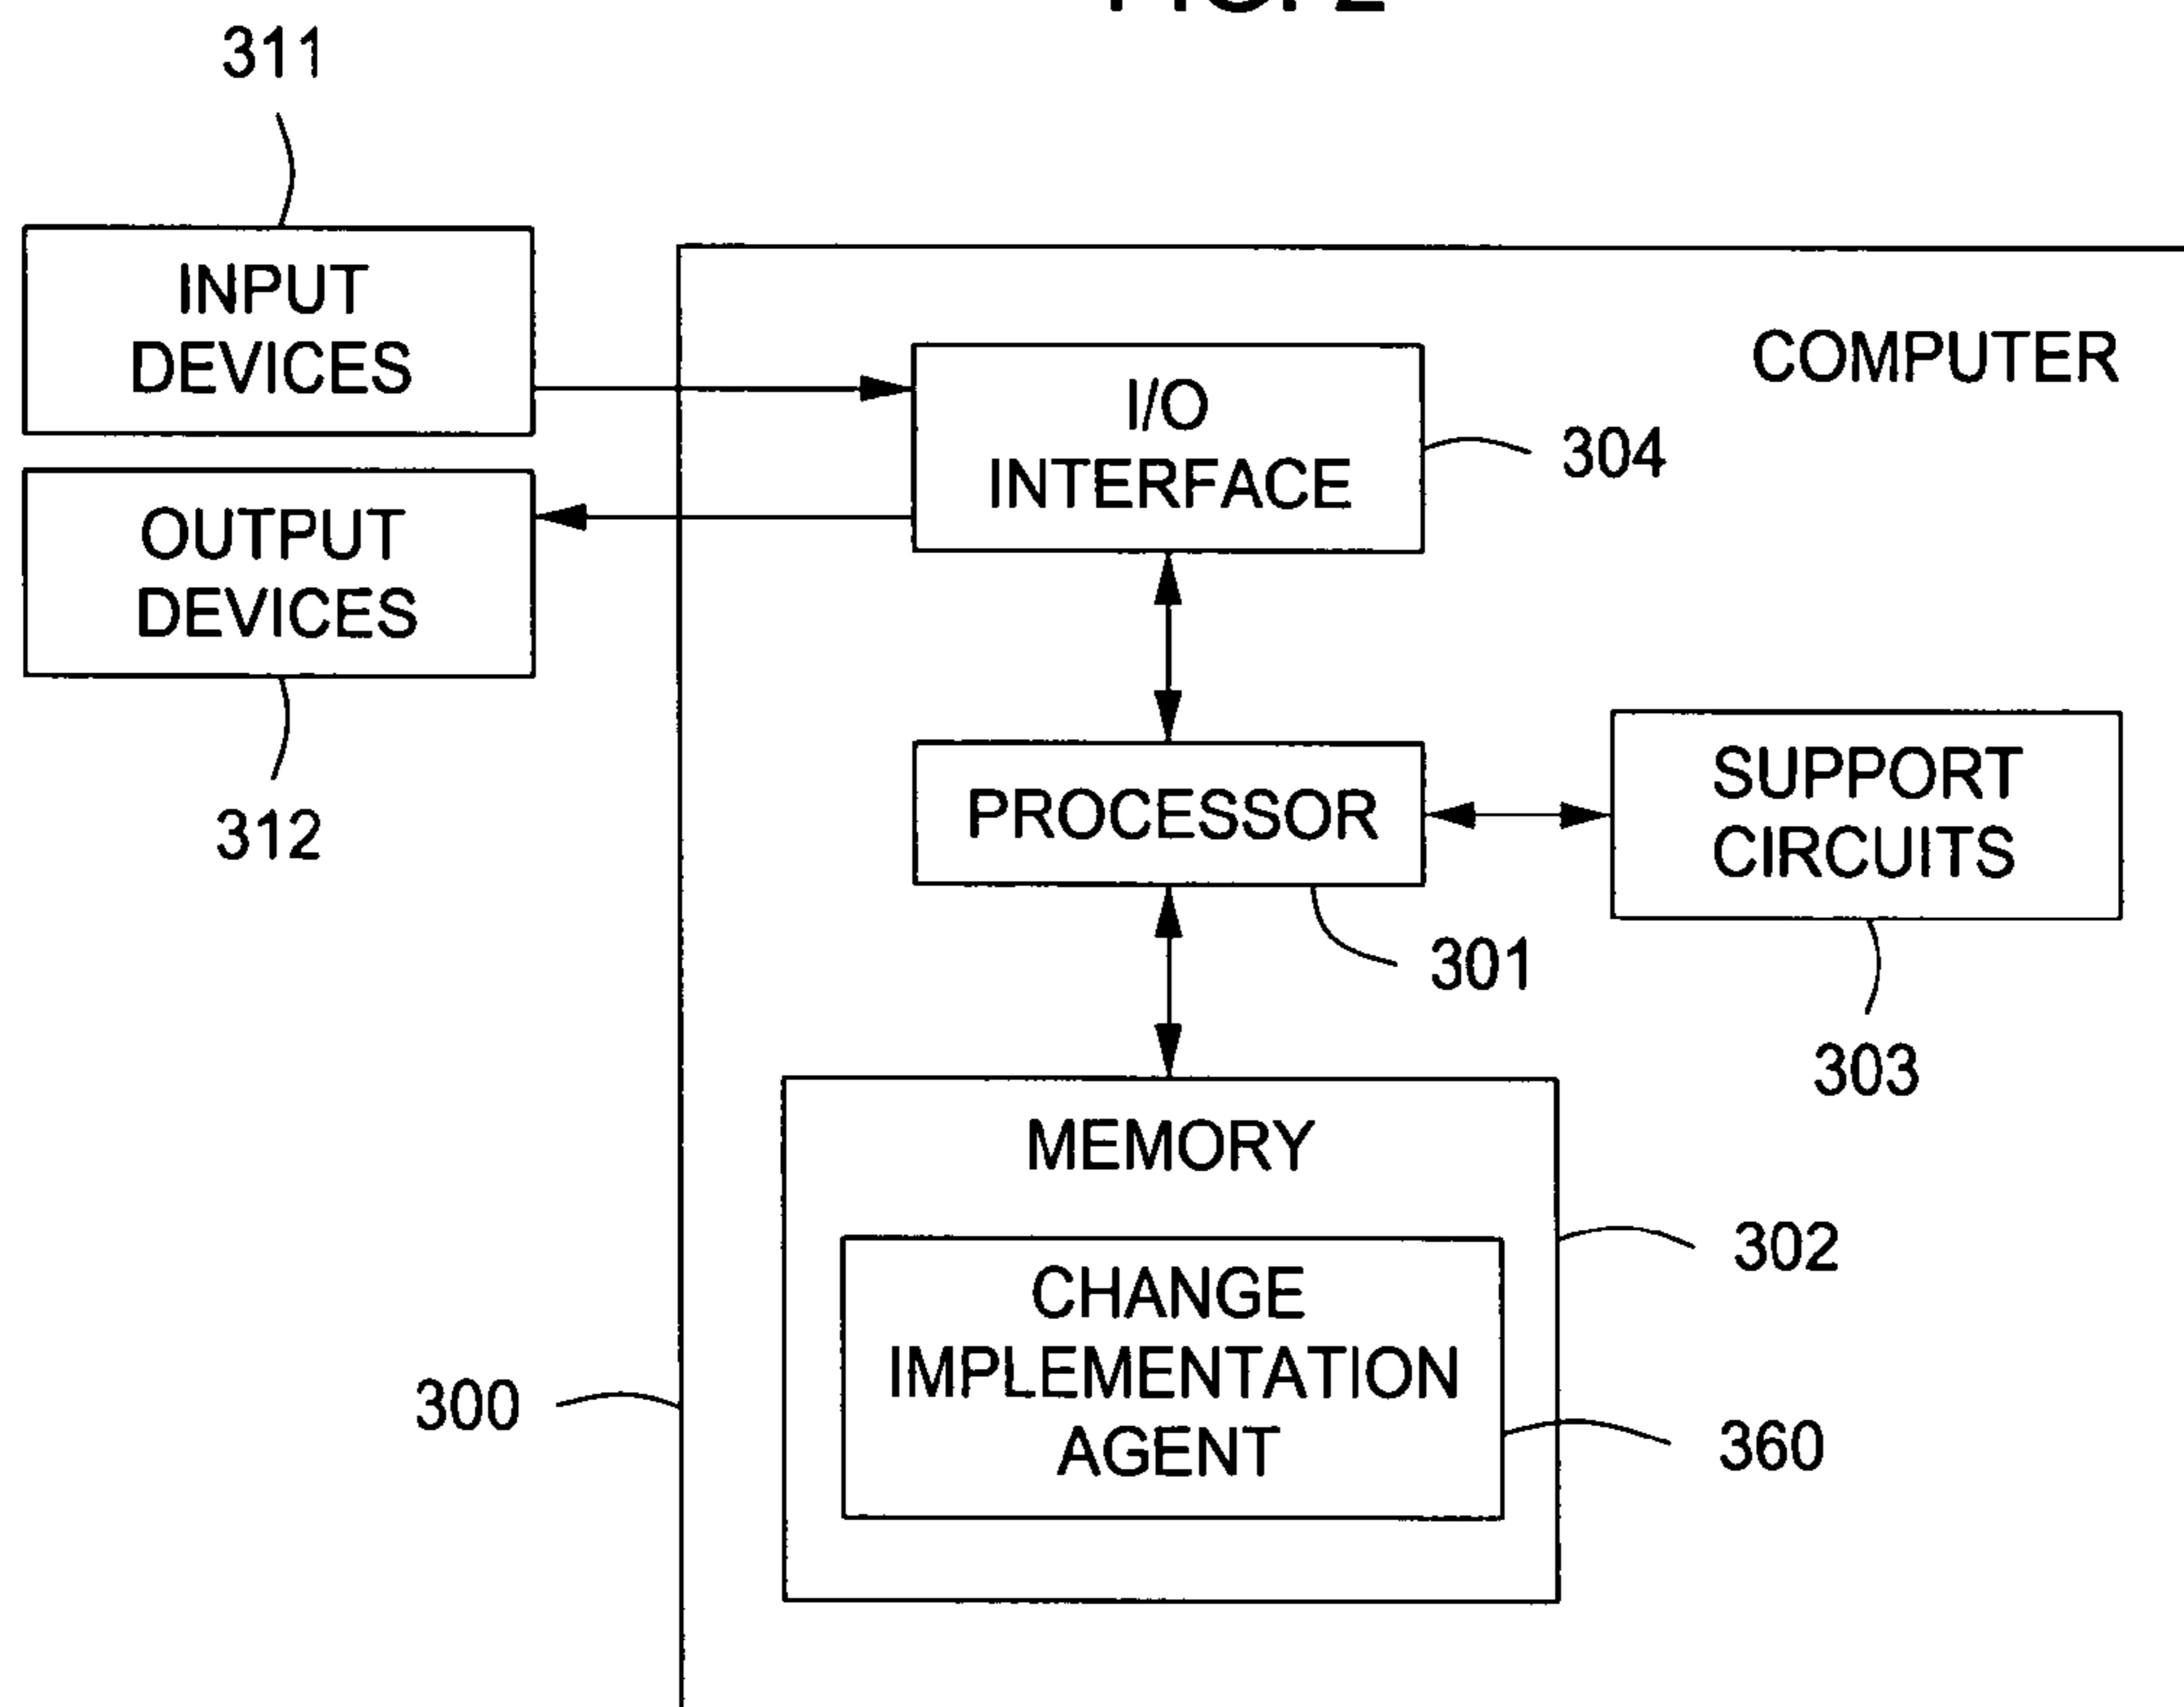 311
INPUT
DEVICES
COMPUTER
I/O
INTERFACE
304
OUTPUT
DEVICES
312
PROCESSOR
SUPPORT
CIRCUITS
301
303
MEMORY
302
CHANGE
IMPLEMENTATION
AGENT
300
360